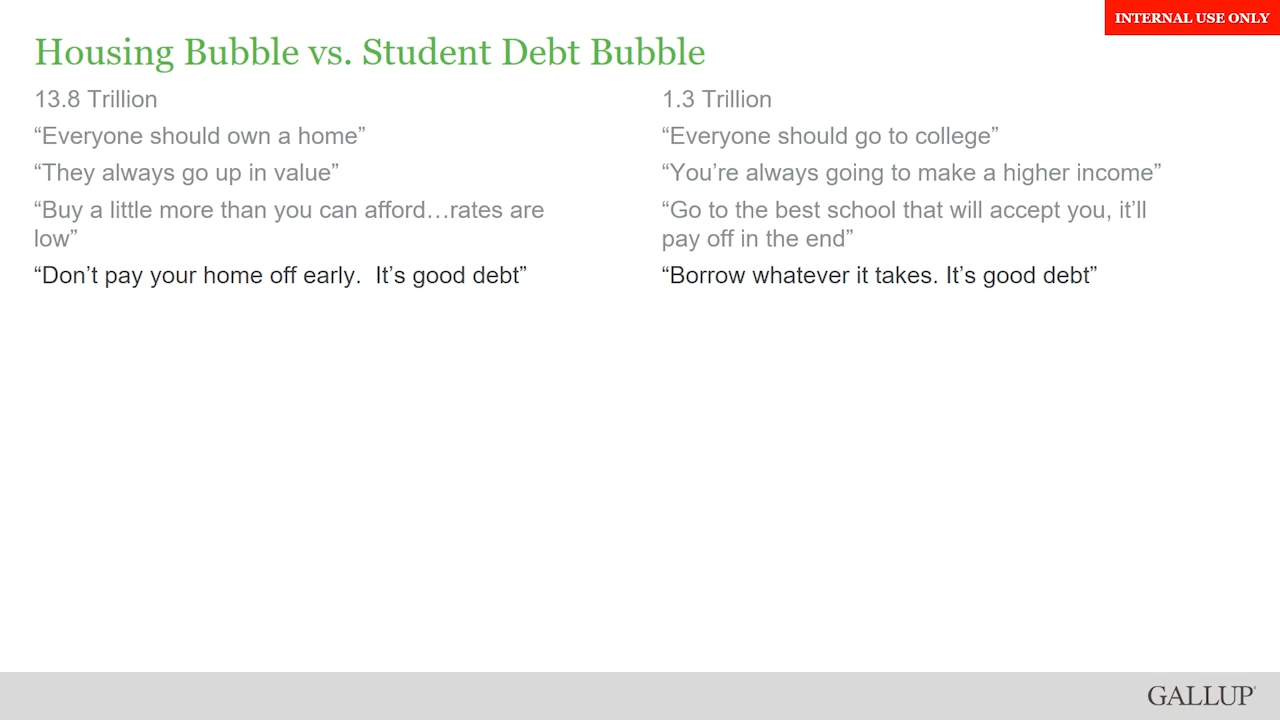 INTERNAL USE ONLY
Housing Bubble vs. Student Debt Bubble
13.8 Trillion
“Everyone should own a home”
“They always go up in value”
“Buy a little more than you can afford…rates are
low”
“Don’t pay your home off early.  It’s good debt”
1.3 Trillion
“Everyone should go to college”
“You’re always going to make a higher income”
“Go to the best school that will accept you, it’ll
pay off in the end”
“Borrow whatever it takes. It’s good debt”
GALLUP